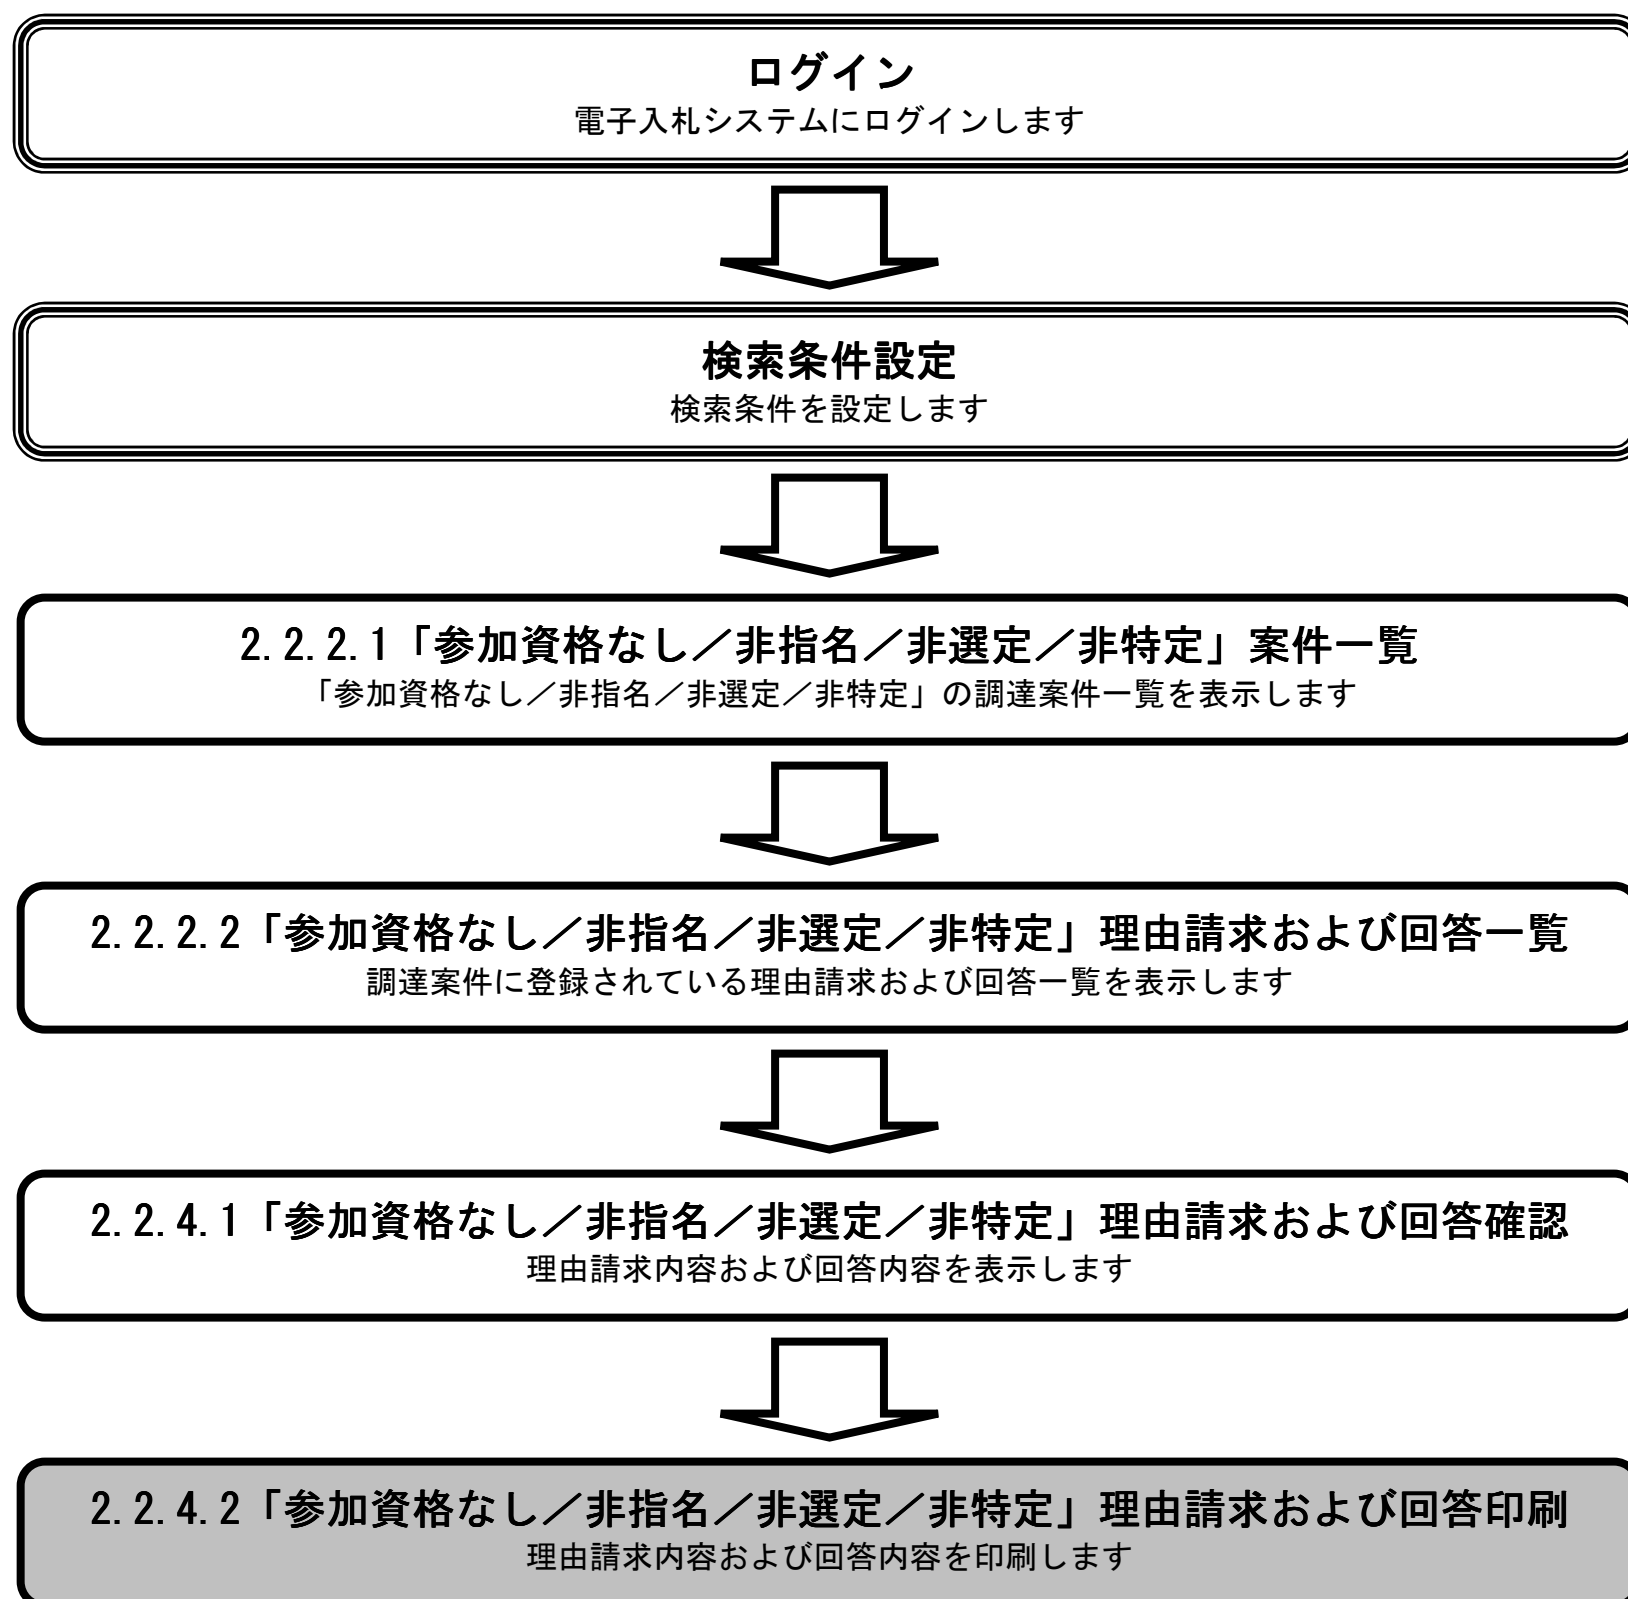 ログイン
電子入札システムにログインします
検索条件設定
検索条件を設定します
2.2.2.1「参加資格なし／非指名／非選定／非特定」案件一覧
「参加資格なし／非指名／非選定／非特定」の調達案件一覧を表示します
2.2.2.2「参加資格なし／非指名／非選定／非特定」理由請求および回答一覧
調達案件に登録されている理由請求および回答一覧を表示します
2.2.4.1「参加資格なし／非指名／非選定／非特定」理由請求および回答確認
理由請求内容および回答内容を表示します
2.2.4.2「参加資格なし／非指名／非選定／非特定」理由請求および回答印刷
理由請求内容および回答内容を印刷します